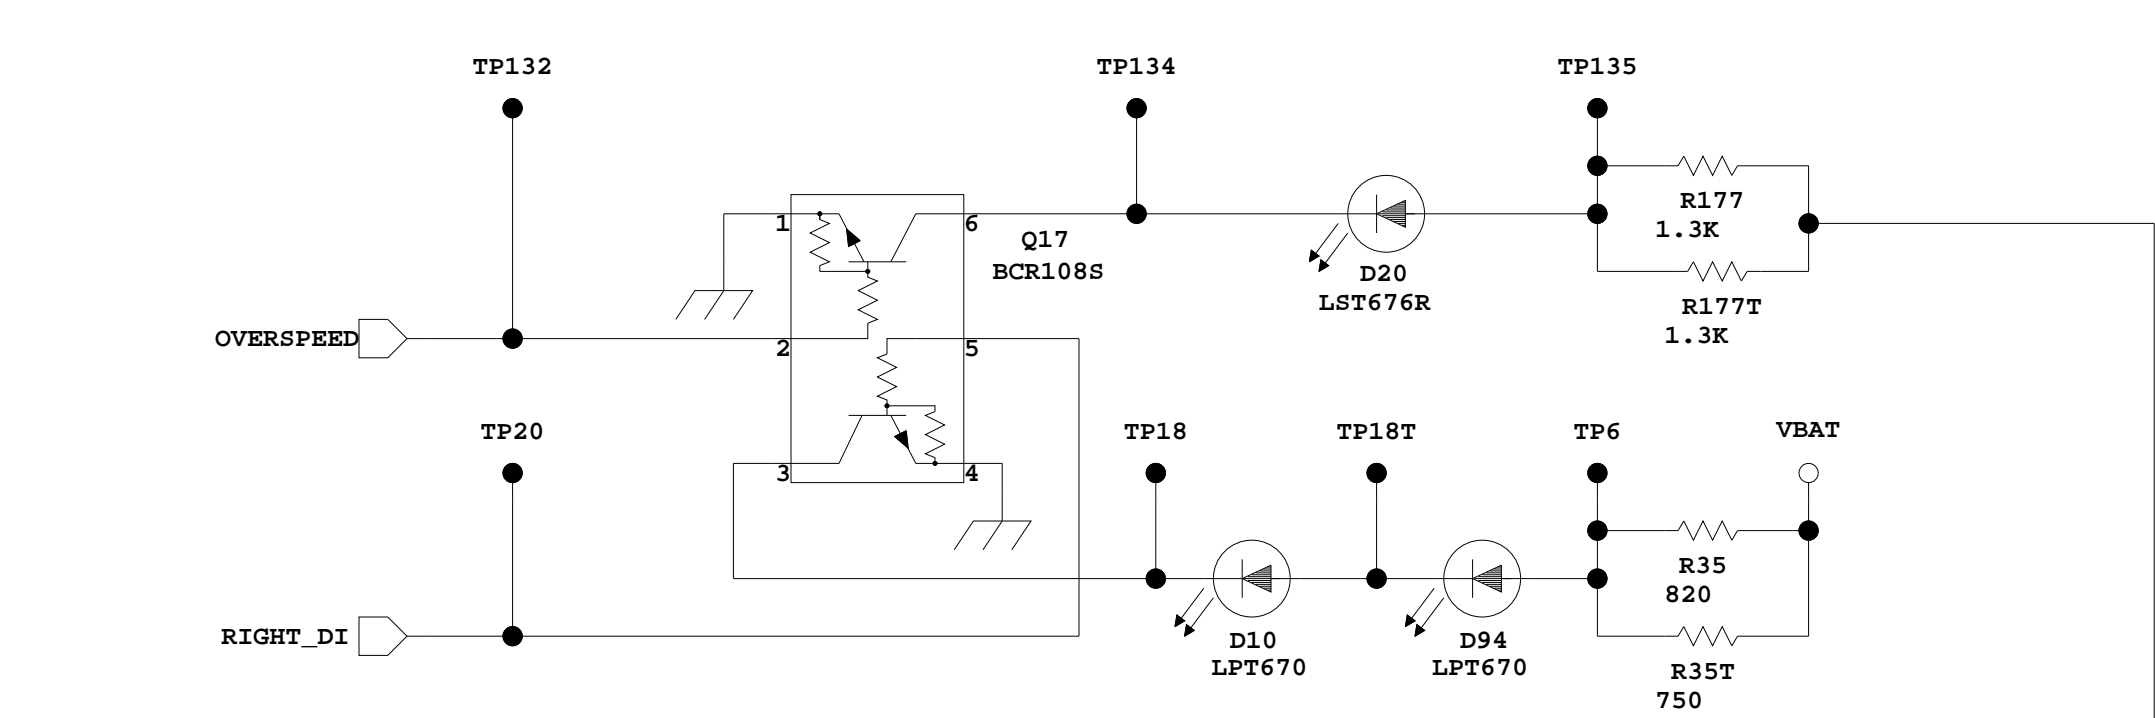 TP132
TP134
TP135
1
6
R177
1.3K
Q17
BCR108S
D20
LST676R
R177T
1.3K
OVERSPEED
2
5
TP20
TP18
TP18T
TP6
VBAT
3
4
R35
820
RIGHT_DI
D10
LPT670
D94
LPT670
R35T
750